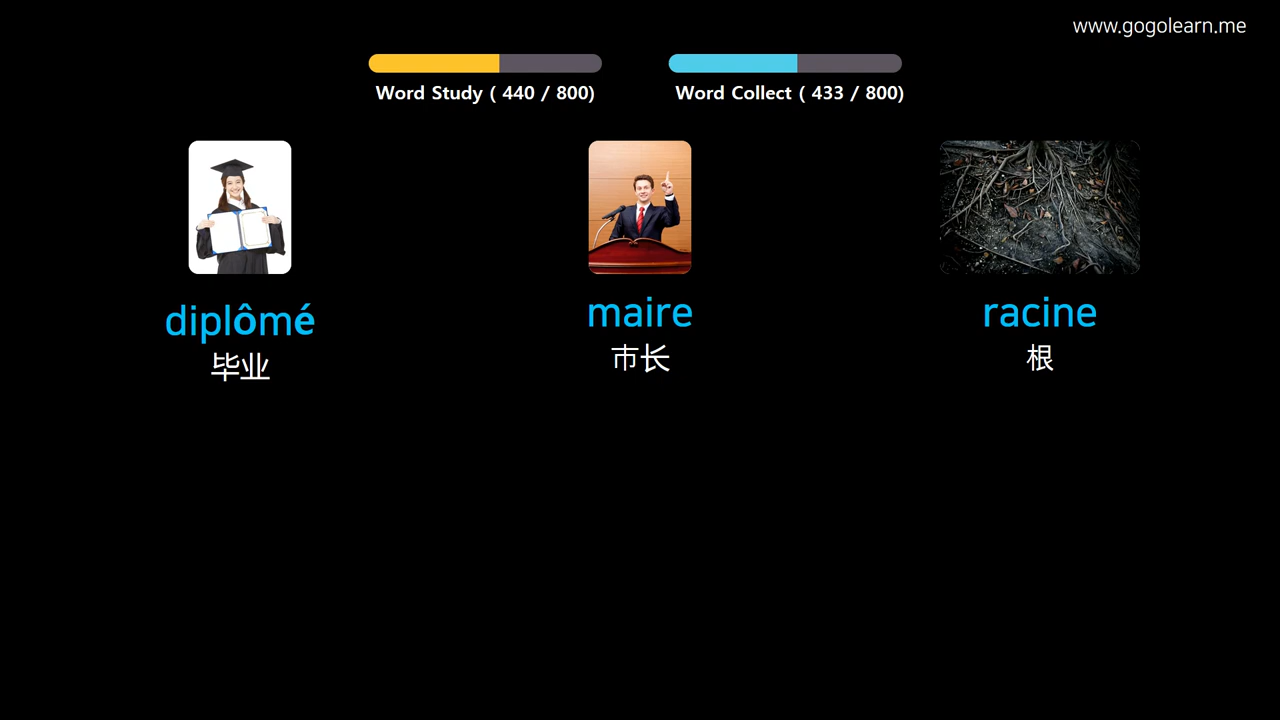 www.gogolearn.me
Word Study ( 440 / 800)
Word Collect ( 433 / 800)
diplômé
毕业
maire
市长
racine
根